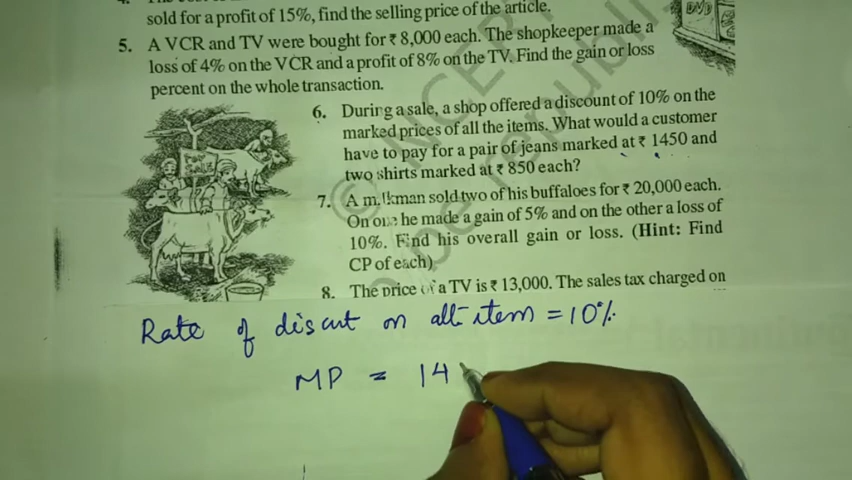 sold for a profit of 15%, find the selling price of the article.
5. A VCR and TV were bought for ₹ 8,000 each. The shopkeeper made a
loss of 4% on the VCR and a profit of 8% on the TV. Find the gain or loss
percent on the whole transaction.
6. During a sale, a shop offered a discount of 10% on the
marked prices of all the items. What would a customer
have to pay for a pair of jeans marked at ₹ 1450 and
two shirts marked at ₹ 850 each?
7. A milkman sold two of his buffaloes for ₹ 20,000 each.
On one he made a gain of 5% and on the other a loss of
10%. Find his overall gain or loss. (Hint: Find
CP of each)
8. The price of a TV is ₹ 13,000. The sales tax charged on
Rate of discut on all item = 10%
MP = 14
FOR SALE
DVD
© NCERT
be republi